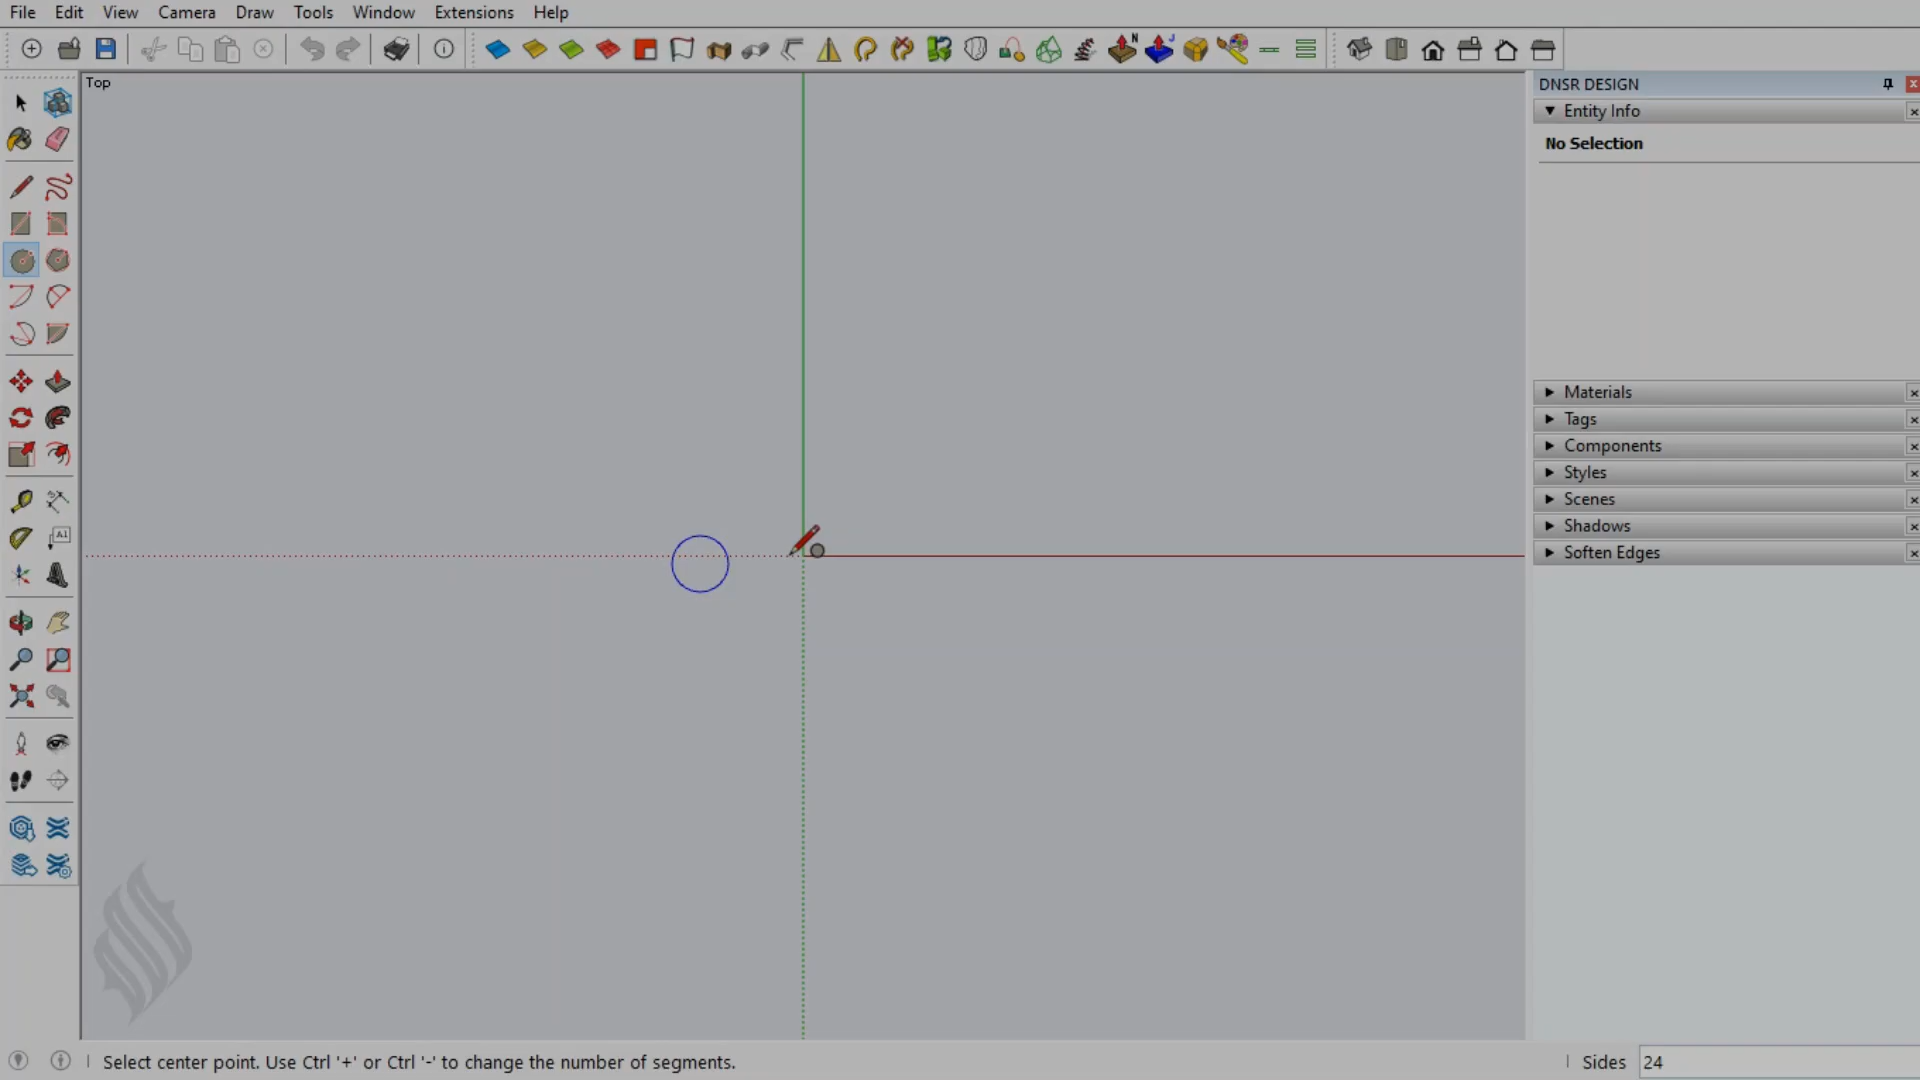 File Edit View Camera Draw Tools Window Extensions Help
Top
DNSR DESIGN
Entity Info
No Selection
Materials
Tags
Components
Styles
Scenes
Shadows
Soften Edges
Select center point. Use Ctrl '+' or Ctrl '-' to change the number of segments.
Sides 24